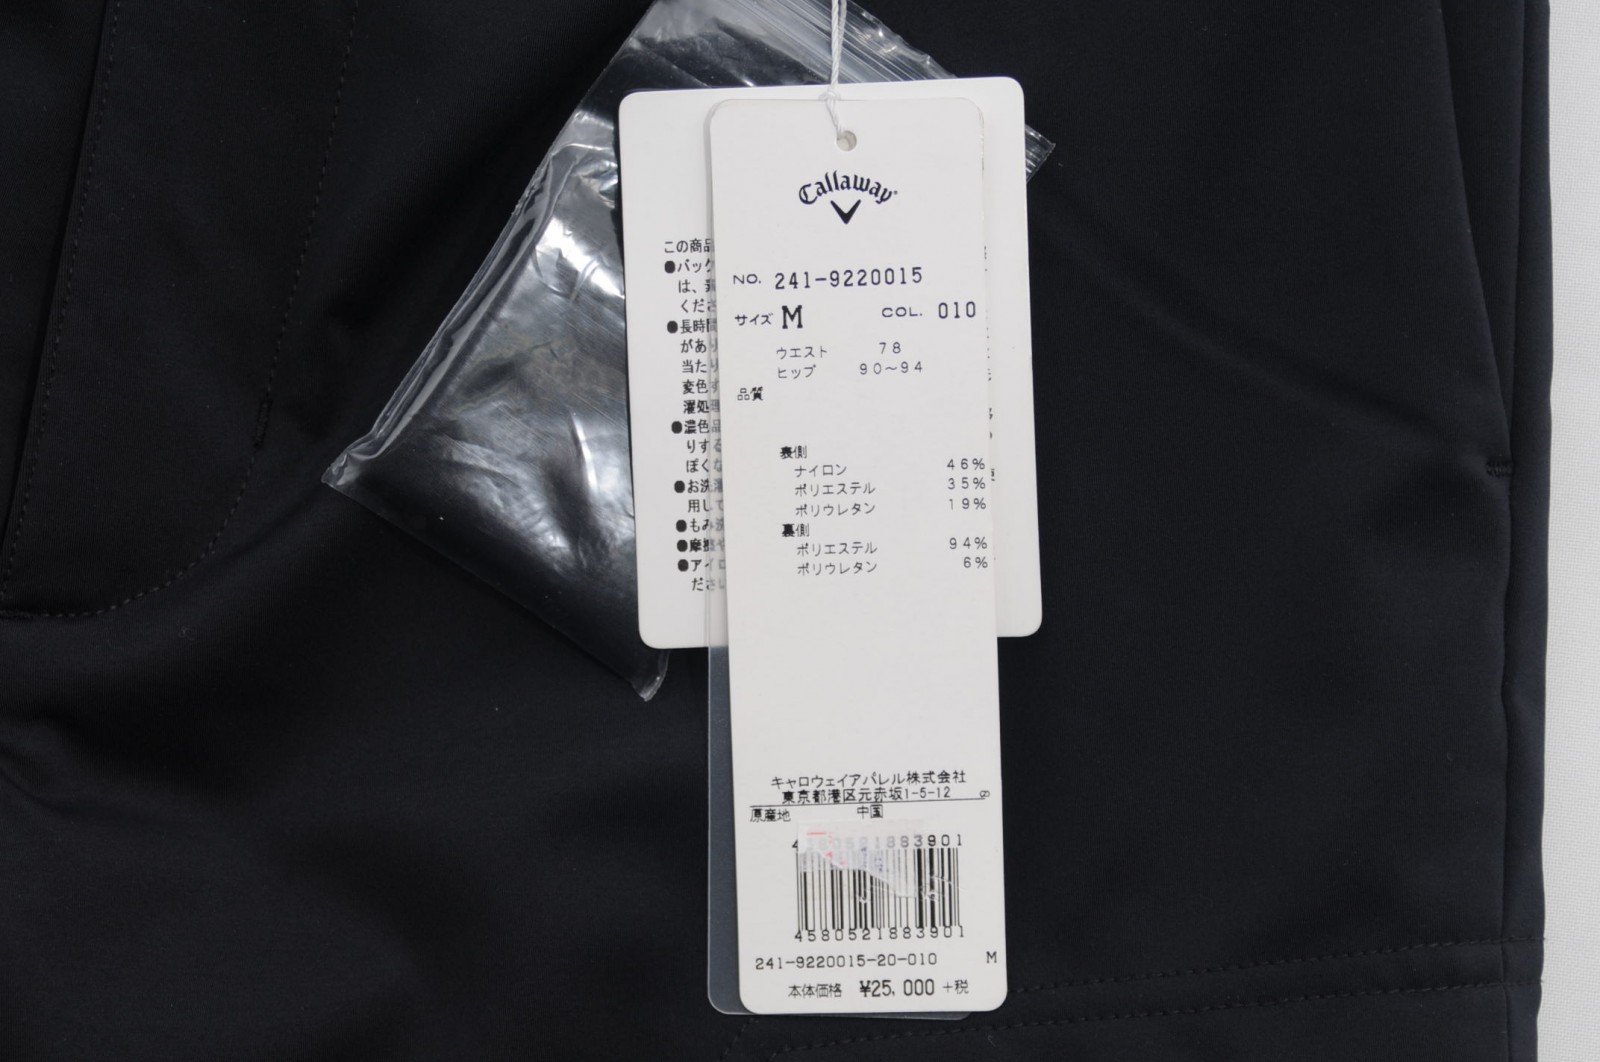 Callaway
NO. 241-9220015
サイズ M COL. 010
ウエスト 78
ヒップ 90〜94
品質
表側
ナイロン 46%
ポリエステル 35%
ポリウレタン 19%
裏側
ポリエステル 94%
ポリウレタン 6%
キャロウェイアパレル株式会社
東京都港区元赤坂1-5-12
原産地 中国
4580521883901
4580521883901
241-9220015-20-010 M
本体価格 ¥25,000+税
この商品
●バック
は、
くださ
●長時間
があり
当たり
変色す
濯処理
●濃色品
りする
ぽくな
●お洗濯
用して
●もみ洗
●摩擦や
●アイロ
ださい